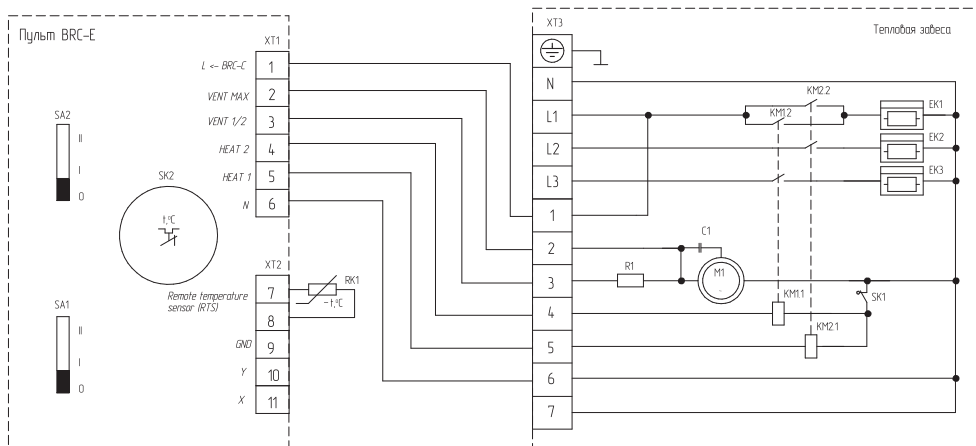 Пульт BRC-E
XT1
L <- BRC-C
1
VENT MAX
2
VENT 1/2
3
HEAT 2
4
HEAT 1
5
N
6
SA2
II
I
0
SK2
t,°C
XT2
Remote temperature
sensor (RTS)
7
8
GND
9
Y
10
X
11
RK1
-t,°C
SA1
II
I
0
XT3
Тепловая завеса
N
L1
L2
L3
1
2
3
4
5
6
7
KM2.2
KM1.2
EK1
EK2
EK3
C1
R1
M1
SK1
KM1.1
KM2.1